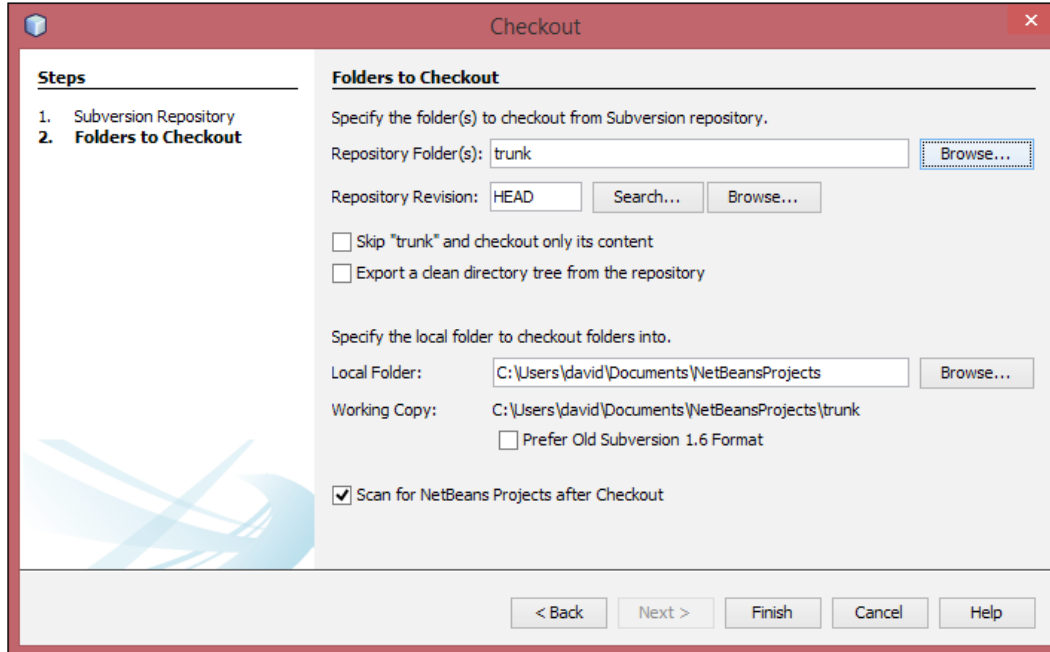 Checkout
Steps
1. Subversion Repository
2. Folders to Checkout
Folders to Checkout
Specify the folder(s) to checkout from Subversion repository.
Repository Folder(s): trunk Browse...
Repository Revision: HEAD Search... Browse...
Skip "trunk" and checkout only its content
Export a clean directory tree from the repository
Specify the local folder to checkout folders into.
Local Folder: C:\Users\david\Documents\NetBeansProjects Browse...
Working Copy: C:\Users\david\Documents\NetBeansProjects\trunk
Prefer Old Subversion 1.6 Format
Scan for NetBeans Projects after Checkout
< Back Next > Finish Cancel Help